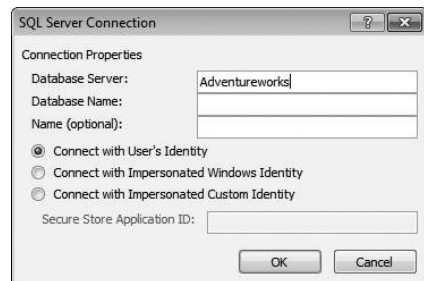 SQL Server Connection
Connection Properties
Database Server: Adventureworks
Database Name:
Name (optional):
Connect with User's Identity
Connect with Impersonated Windows Identity
Connect with Impersonated Custom Identity
Secure Store Application ID:
OK Cancel